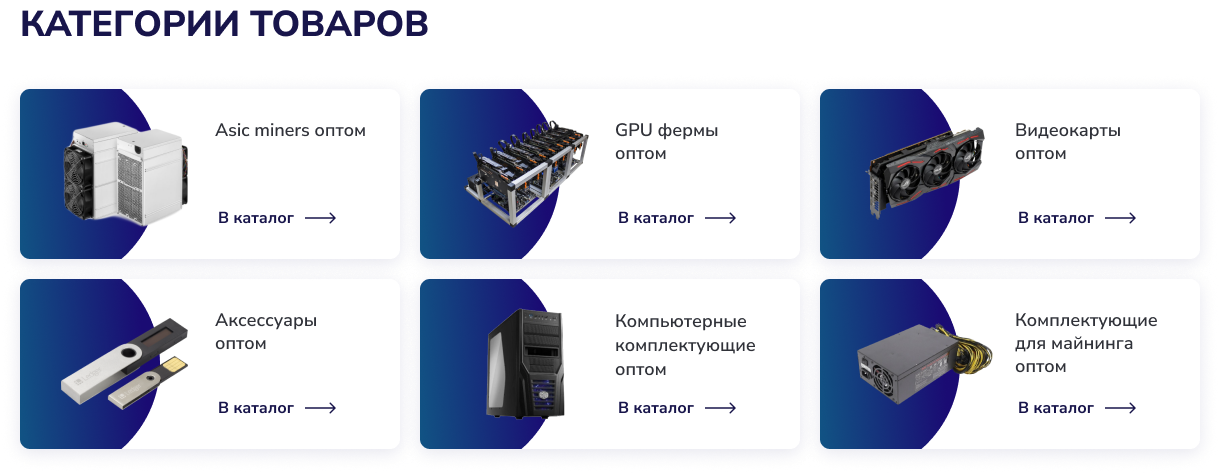 КАТЕГОРИИ ТОВАРОВ
Asic miners оптом
В каталог
GPU фермы
оптом
В каталог
Видеокарты
оптом
В каталог
Аксессуары
оптом
В каталог
Компьютерные
комплектующие
оптом
В каталог
Комплектующие
для майнинга
оптом
В каталог